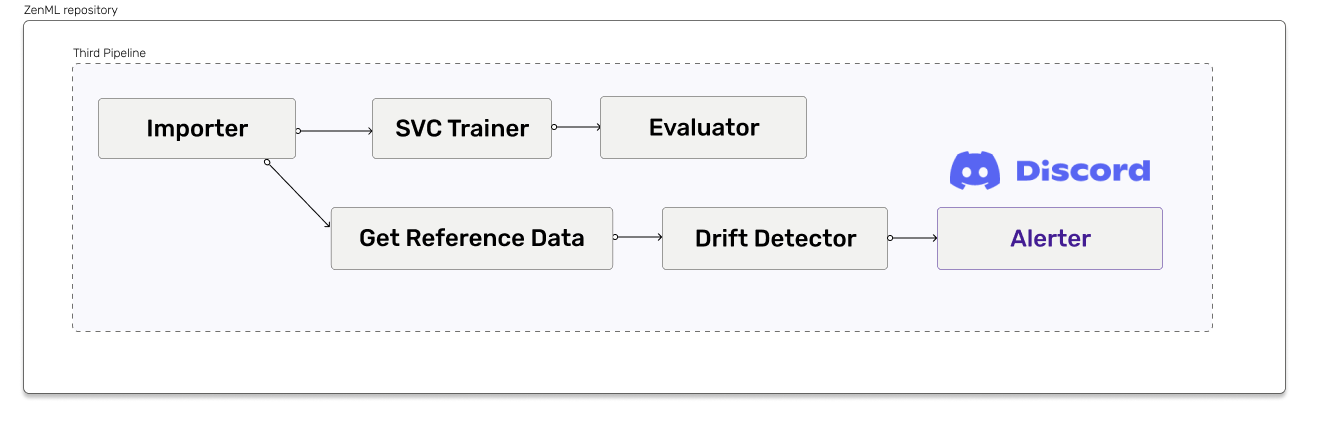 ZenML repository
Third Pipeline
Importer
SVC Trainer
Evaluator
Discord
Get Reference Data
Drift Detector
Alerter